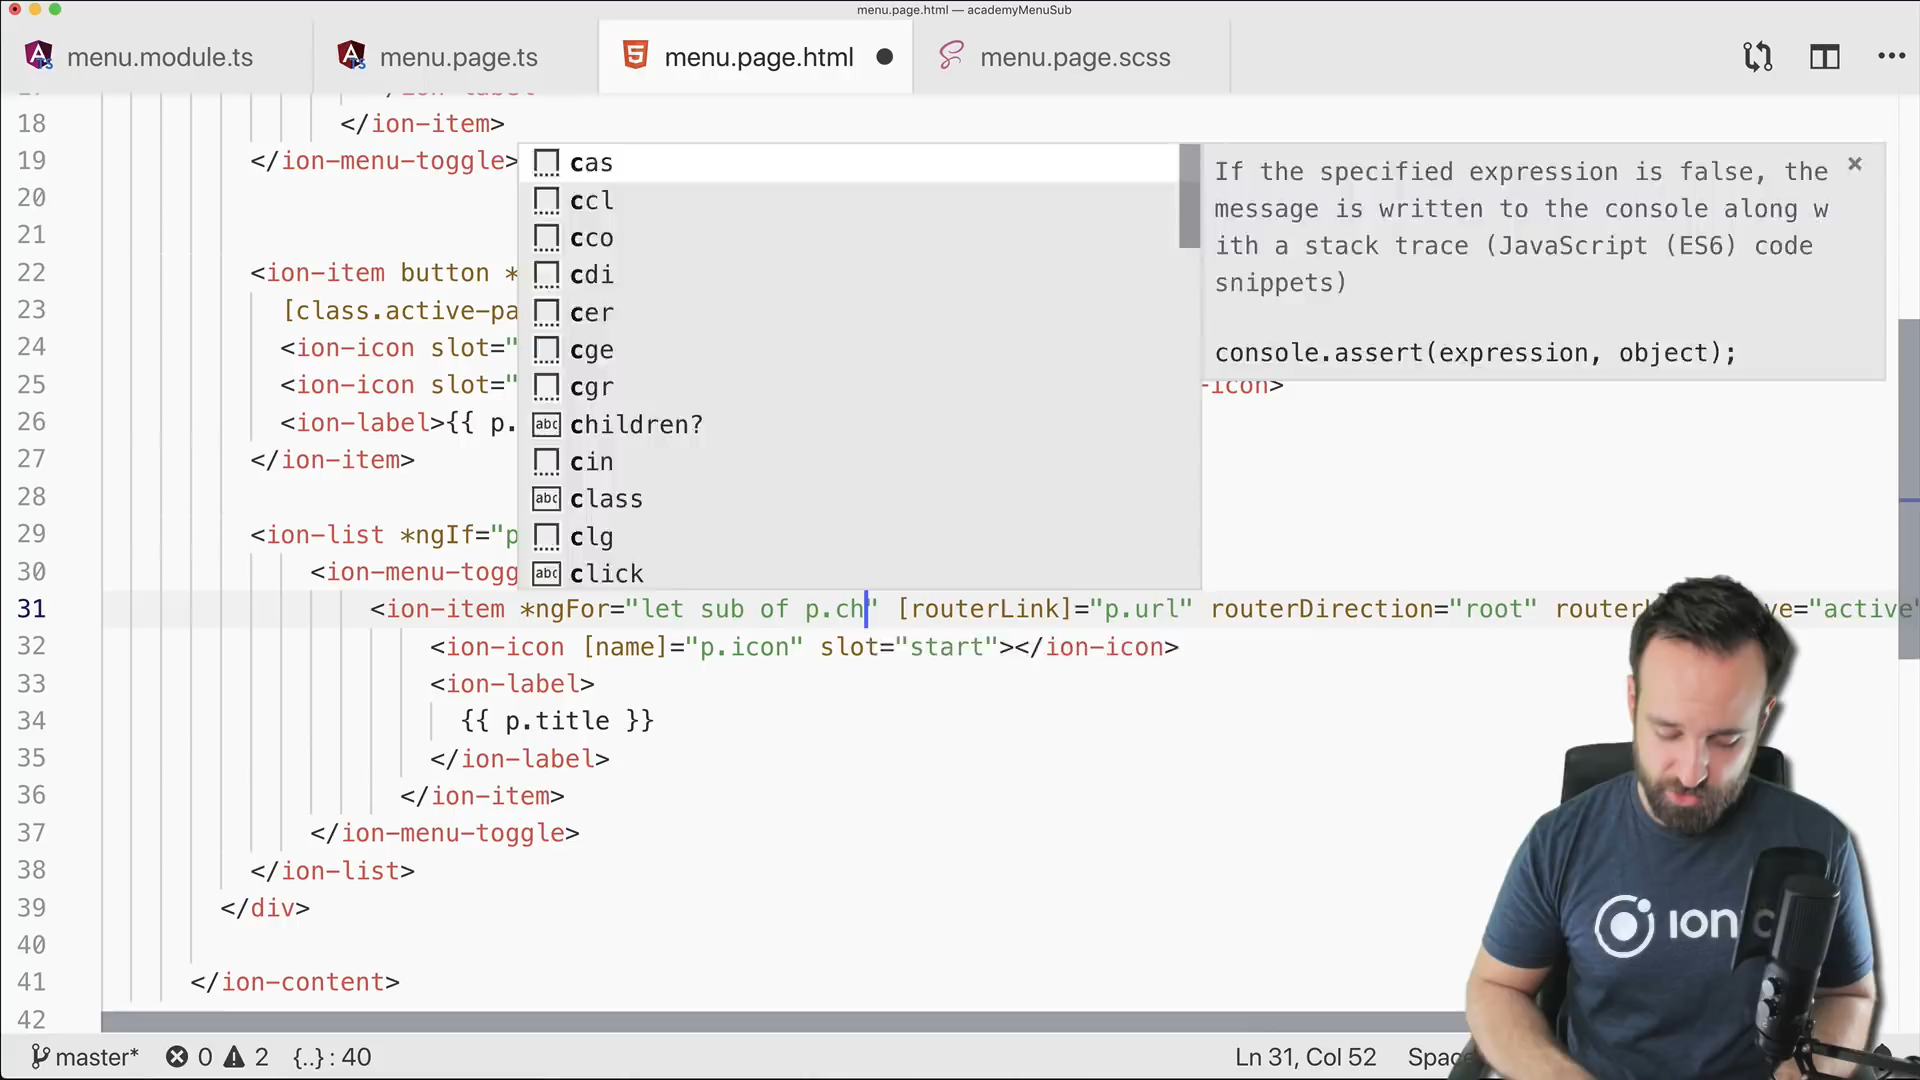 menu.page.html — academyMenuSub
menu.module.ts
menu.page.ts
menu.page.html
menu.page.scss
18 </ion-item>
19 </ion-menu-toggle>
20
21
22 <ion-item button *
23 [class.active-pa
24 <ion-icon slot="
25 <ion-icon slot=" -icon>
26 <ion-label>{{ p.
27 </ion-item>
28
29 <ion-list *ngIf="p
30 <ion-menu-togg
31 <ion-item *ngFor="let sub of p.ch" [routerLink]="p.url" routerDirection="root" router ve="active"
32 <ion-icon [name]="p.icon" slot="start"></ion-icon>
33 <ion-label>
34 {{ p.title }}
35 </ion-label>
36 </ion-item>
37 </ion-menu-toggle>
38 </ion-list>
39 </div>
40
41 </ion-content>
42
cas
ccl
cco
cdi
cer
cge
cgr
children?
cin
class
clg
click
If the specified expression is false, the
message is written to the console along w
ith a stack trace (JavaScript (ES6) code
snippets)
console.assert(expression, object);
ionic
master* 0 2 {..} : 40
Ln 31, Col 52 Spac